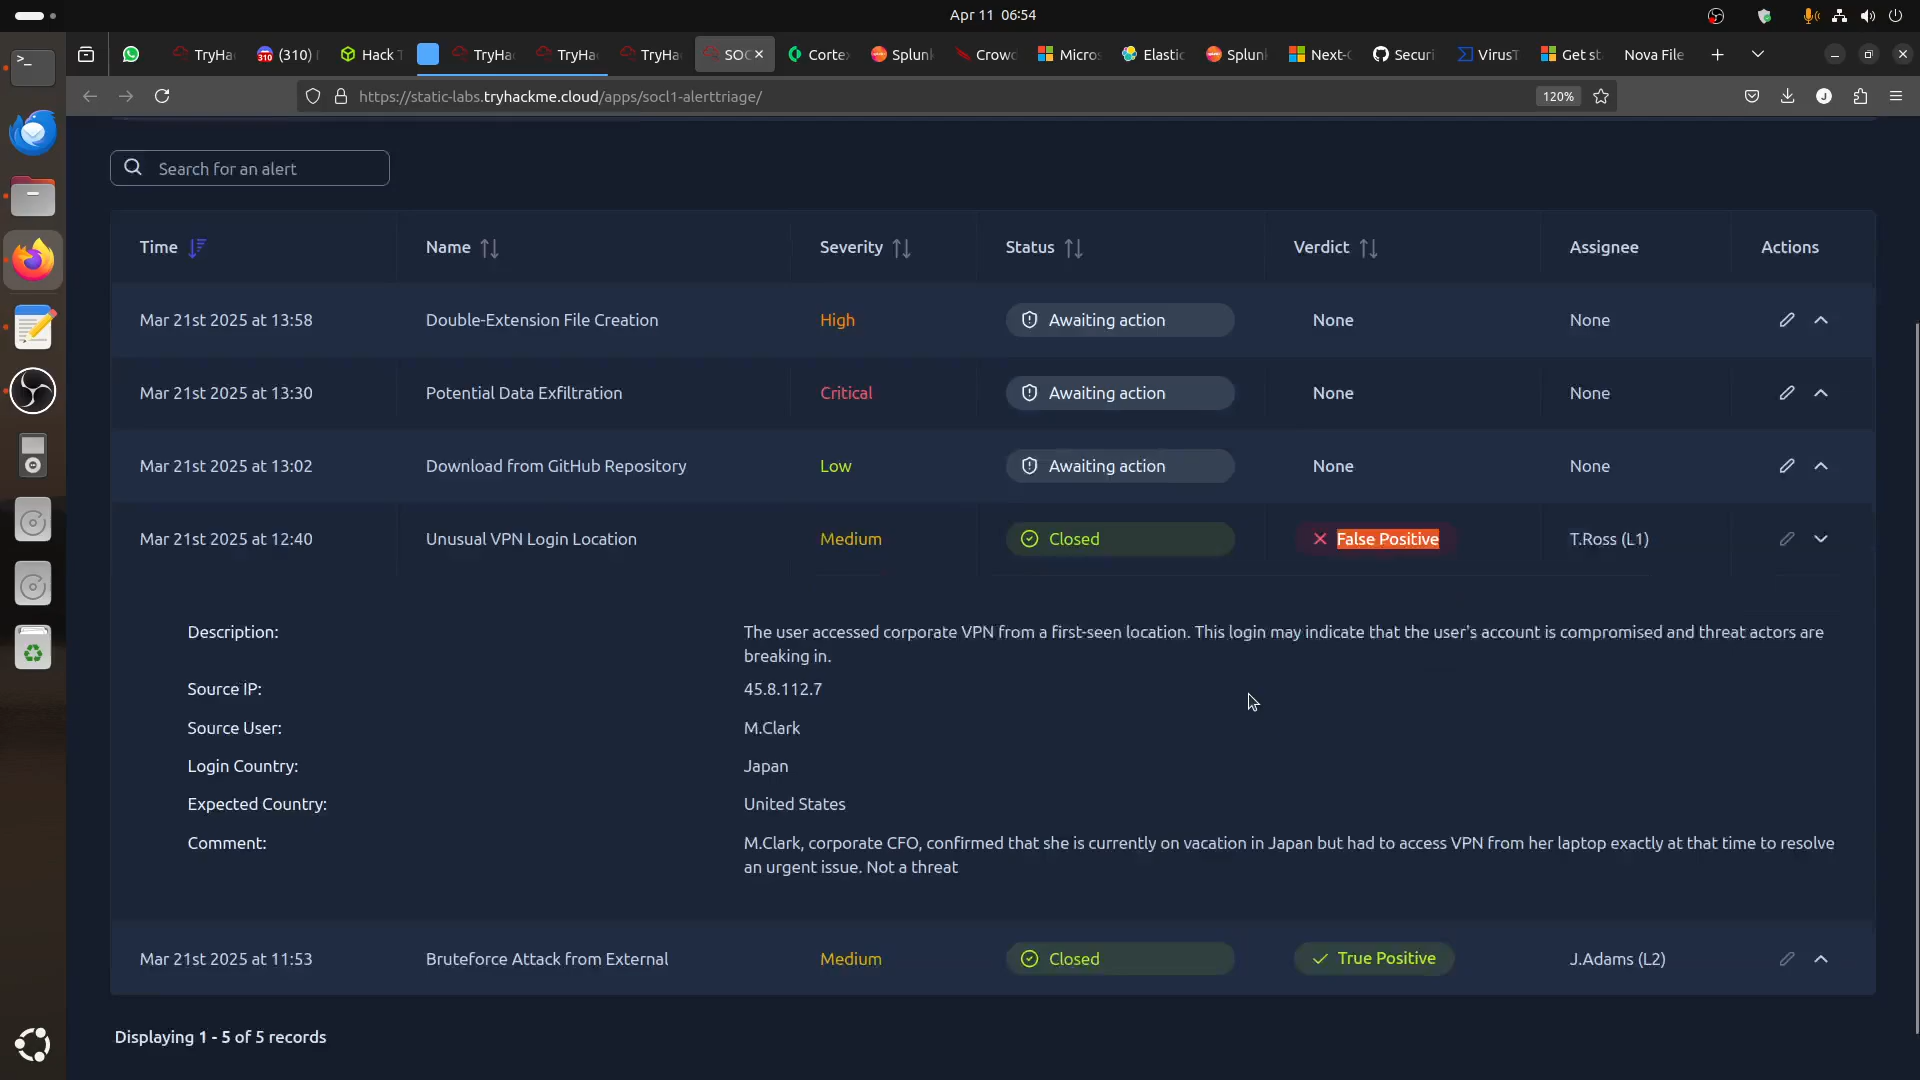 Apr 11 06:54
TryHa
(310)
310
Hack T
TryHa
TryHa
TryHa
SOC
Cortex
Splunk
Crowd
Micros
Elastic
Splunk
Next-G
Securi
VirusT
Get st
Nova File
https://static-labs.tryhackme.cloud/apps/socl1-alerttriage/
120%
J
Search for an alert
Time Name Severity Status Verdict Assignee Actions
Mar 21st 2025 at 13:58 Double-Extension File Creation High Awaiting action None None
Mar 21st 2025 at 13:30 Potential Data Exfiltration Critical Awaiting action None None
Mar 21st 2025 at 13:02 Download from GitHub Repository Low Awaiting action None None
Mar 21st 2025 at 12:40 Unusual VPN Login Location Medium Closed False Positive T.Ross (L1)
Description: The user accessed corporate VPN from a first-seen location. This login may indicate that the user's account is compromised and threat actors are
breaking in.
Source IP: 45.8.112.7
Source User: M.Clark
Login Country: Japan
Expected Country: United States
Comment: M.Clark, corporate CFO, confirmed that she is currently on vacation in Japan but had to access VPN from her laptop exactly at that time to resolve
an urgent issue. Not a threat
Mar 21st 2025 at 11:53 Bruteforce Attack from External Medium Closed True Positive J.Adams (L2)
Displaying 1 - 5 of 5 records